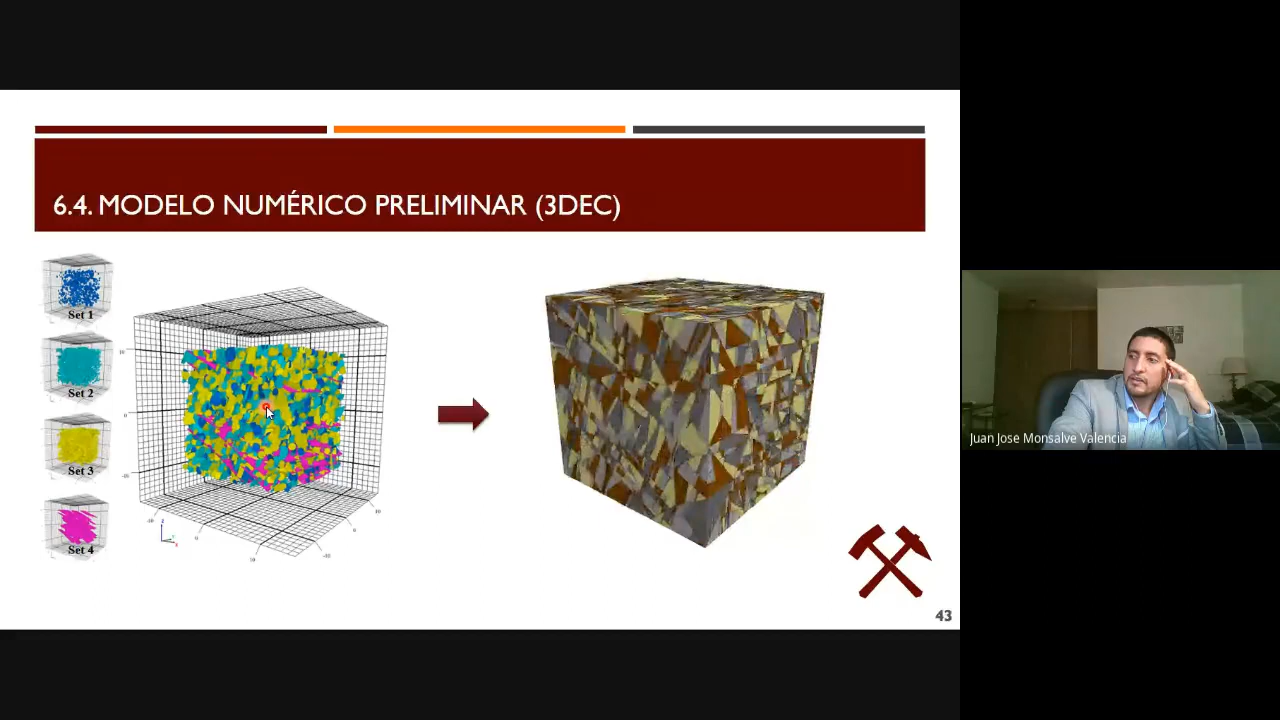 6.4. MODELO NUMÉRICO PRELIMINAR (3DEC)
Set 1
Set 2
Set 3
Set 4
43
Juan Jose Monsalve Valencia